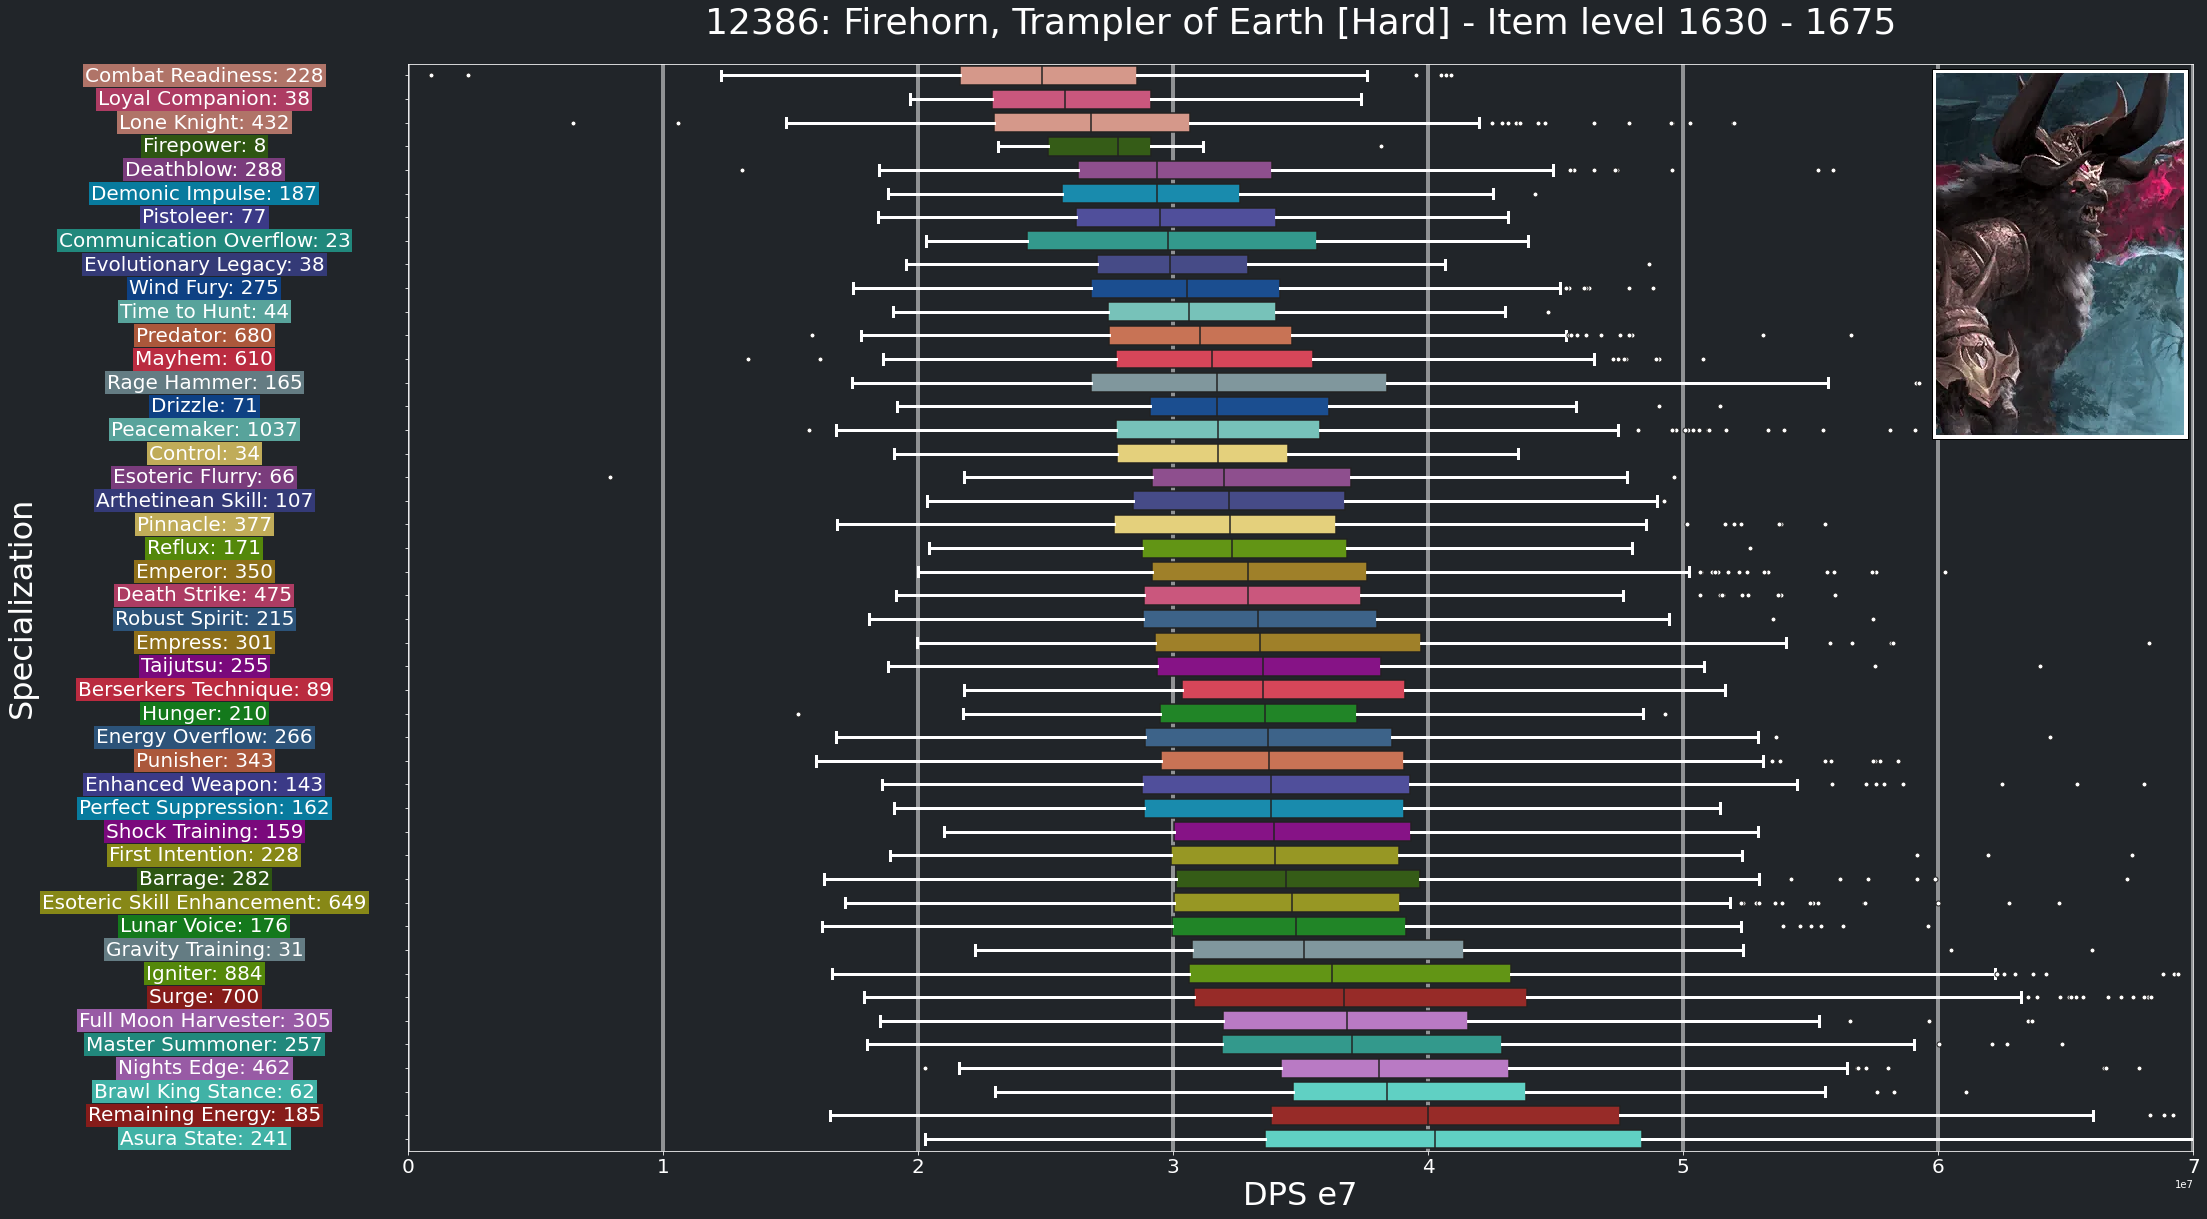 12386: Firehorn, Trampler of Earth [Hard] - Item level 1630 - 1675
Specialization
Combat Readiness: 228
Loyal Companion: 38
Lone Knight: 432
Firepower: 8
Deathblow: 288
Demonic Impulse: 187
Pistoleer: 77
Communication Overflow: 23
Evolutionary Legacy: 38
Wind Fury: 275
Time to Hunt: 44
Predator: 680
Mayhem: 610
Rage Hammer: 165
Drizzle: 71
Peacemaker: 1037
Control: 34
Esoteric Flurry: 66
Arthetinean Skill: 107
Pinnacle: 377
Reflux: 171
Emperor: 350
Death Strike: 475
Robust Spirit: 215
Empress: 301
Taijutsu: 255
Berserkers Technique: 89
Hunger: 210
Energy Overflow: 266
Punisher: 343
Enhanced Weapon: 143
Perfect Suppression: 162
Shock Training: 159
First Intention: 228
Barrage: 282
Esoteric Skill Enhancement: 649
Lunar Voice: 176
Gravity Training: 31
Igniter: 884
Surge: 700
Full Moon Harvester: 305
Master Summoner: 257
Nights Edge: 462
Brawl King Stance: 62
Remaining Energy: 185
Asura State: 241
0 1 2 3 4 5 6 7
1e7
DPS e7